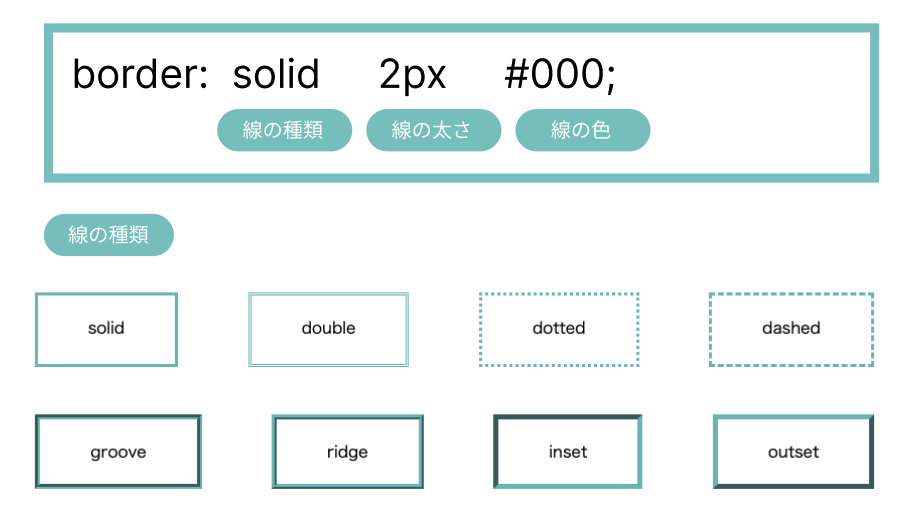 border: solid 2px #000;
線の種類 線の太さ 線の色
線の種類
solid double dotted dashed
groove ridge inset outset